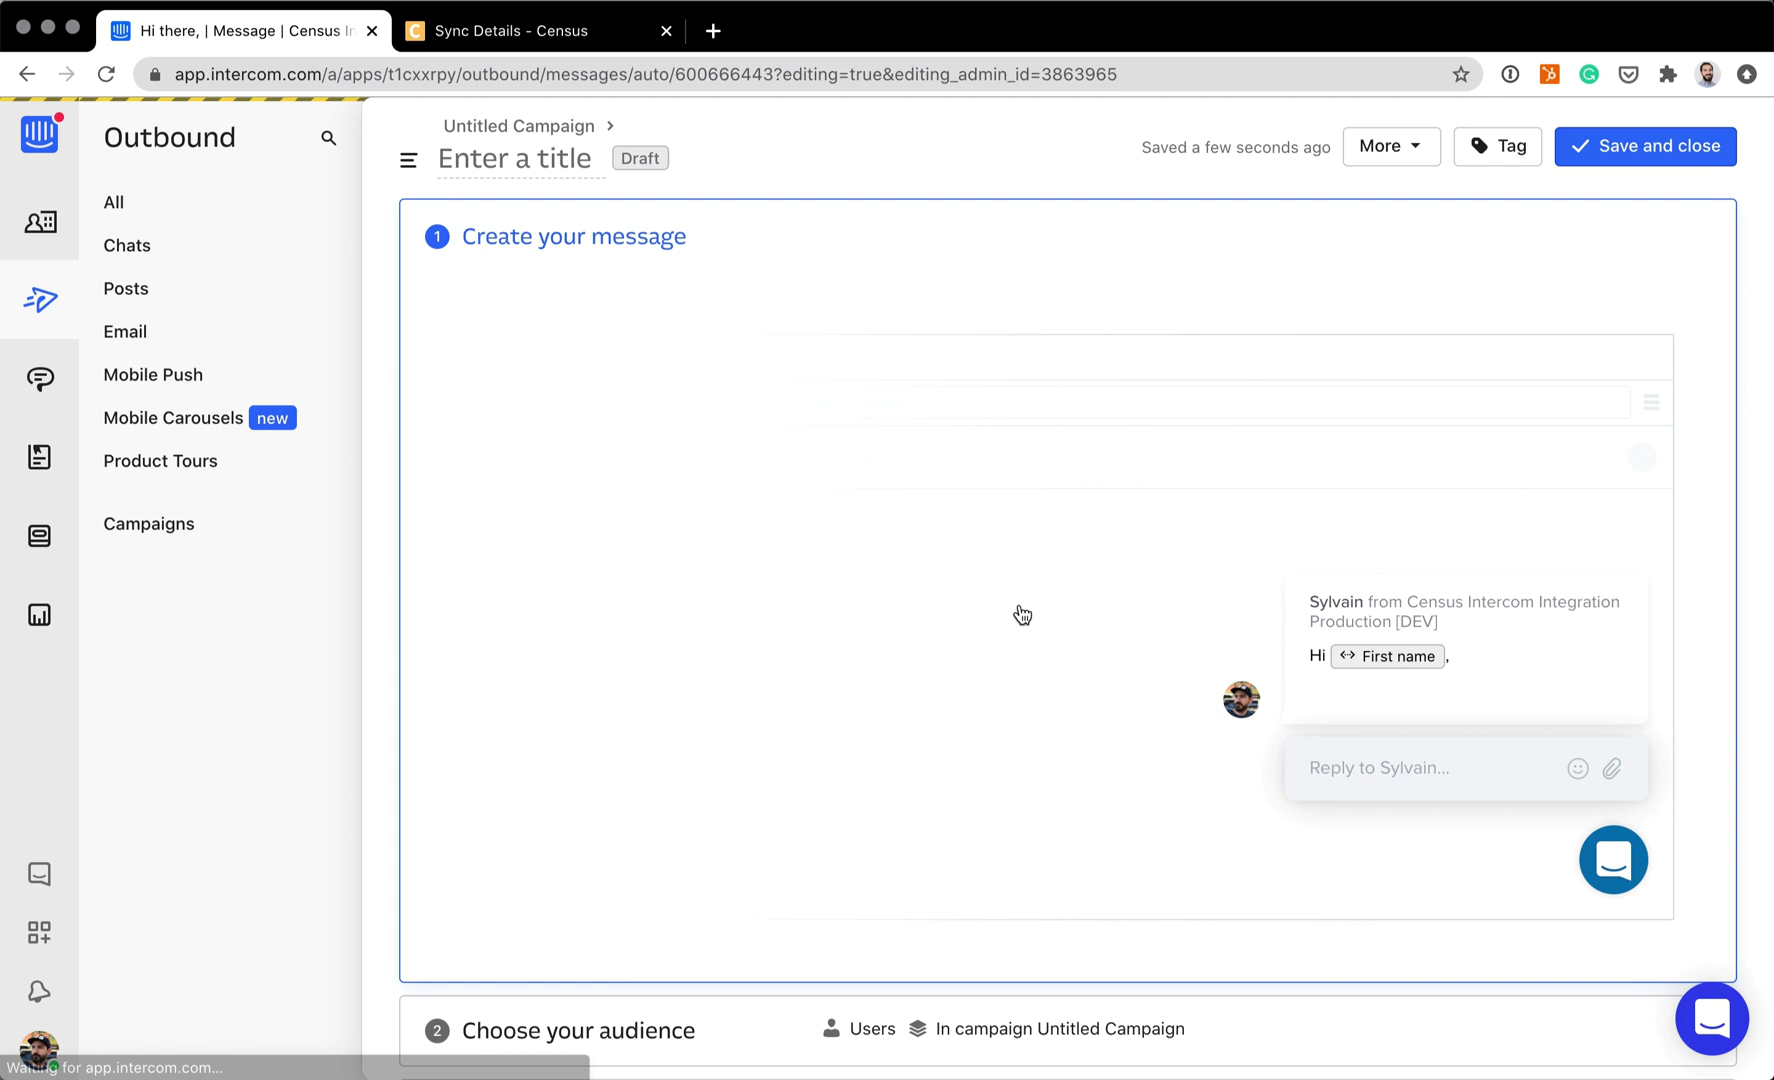 Hi there, | Message | Census In
Sync Details - Census
app.intercom.com/a/apps/t1cxxrpy/outbound/messages/auto/600666443?editing=true&editing_admin_id=3863965
Outbound
All
Chats
Posts
Email
Mobile Push
Mobile Carousels new
Product Tours
Campaigns
Untitled Campaign >
Enter a title Draft
Saved a few seconds ago
More
Tag
Save and close
1 Create your message
Sylvain from Census Intercom Integration
Production [DEV]
Hi First name,
Reply to Sylvain...
2 Choose your audience
Users In campaign Untitled Campaign
Waiting for app.intercom.com...